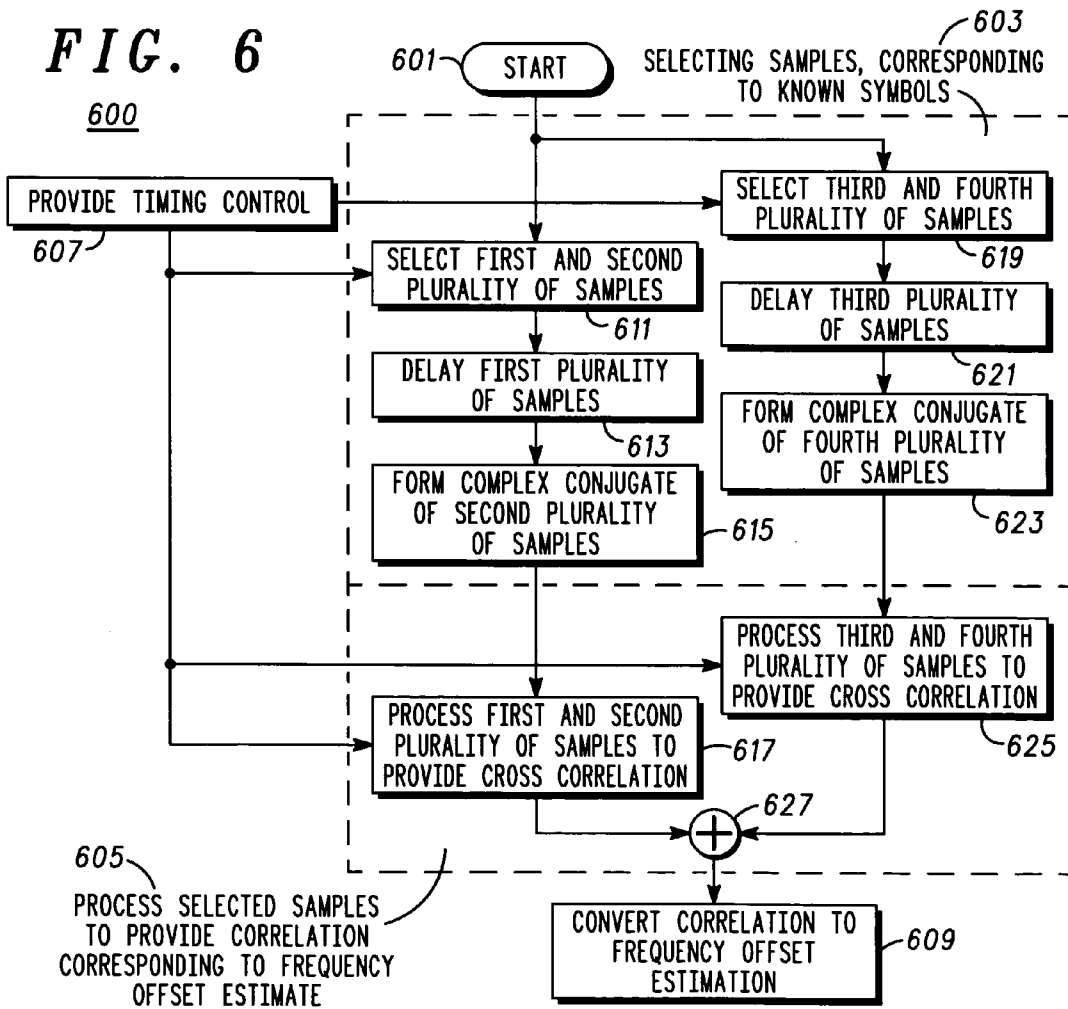 FIG. 6
600
601
START
603
SELECTING SAMPLES, CORRESPONDING
TO KNOWN SYMBOLS
PROVIDE TIMING CONTROL
607
SELECT THIRD AND FOURTH
PLURALITY OF SAMPLES
619
SELECT FIRST AND SECOND
PLURALITY OF SAMPLES
611
DELAY THIRD PLURALITY
OF SAMPLES
621
DELAY FIRST PLURALITY
OF SAMPLES
613
FORM COMPLEX CONJUGATE
OF FOURTH PLURALITY
OF SAMPLES
623
FORM COMPLEX CONJUGATE
OF SECOND PLURALITY
OF SAMPLES
615
PROCESS THIRD AND FOURTH
PLURALITY OF SAMPLES TO
PROVIDE CROSS CORRELATION
625
PROCESS FIRST AND SECOND
PLURALITY OF SAMPLES TO
PROVIDE CROSS CORRELATION
617
627
+
605
PROCESS SELECTED SAMPLES
TO PROVIDE CORRELATION
CORRESPONDING TO FREQUENCY
OFFSET ESTIMATE
CONVERT CORRELATION TO
FREQUENCY OFFSET
ESTIMATION
609